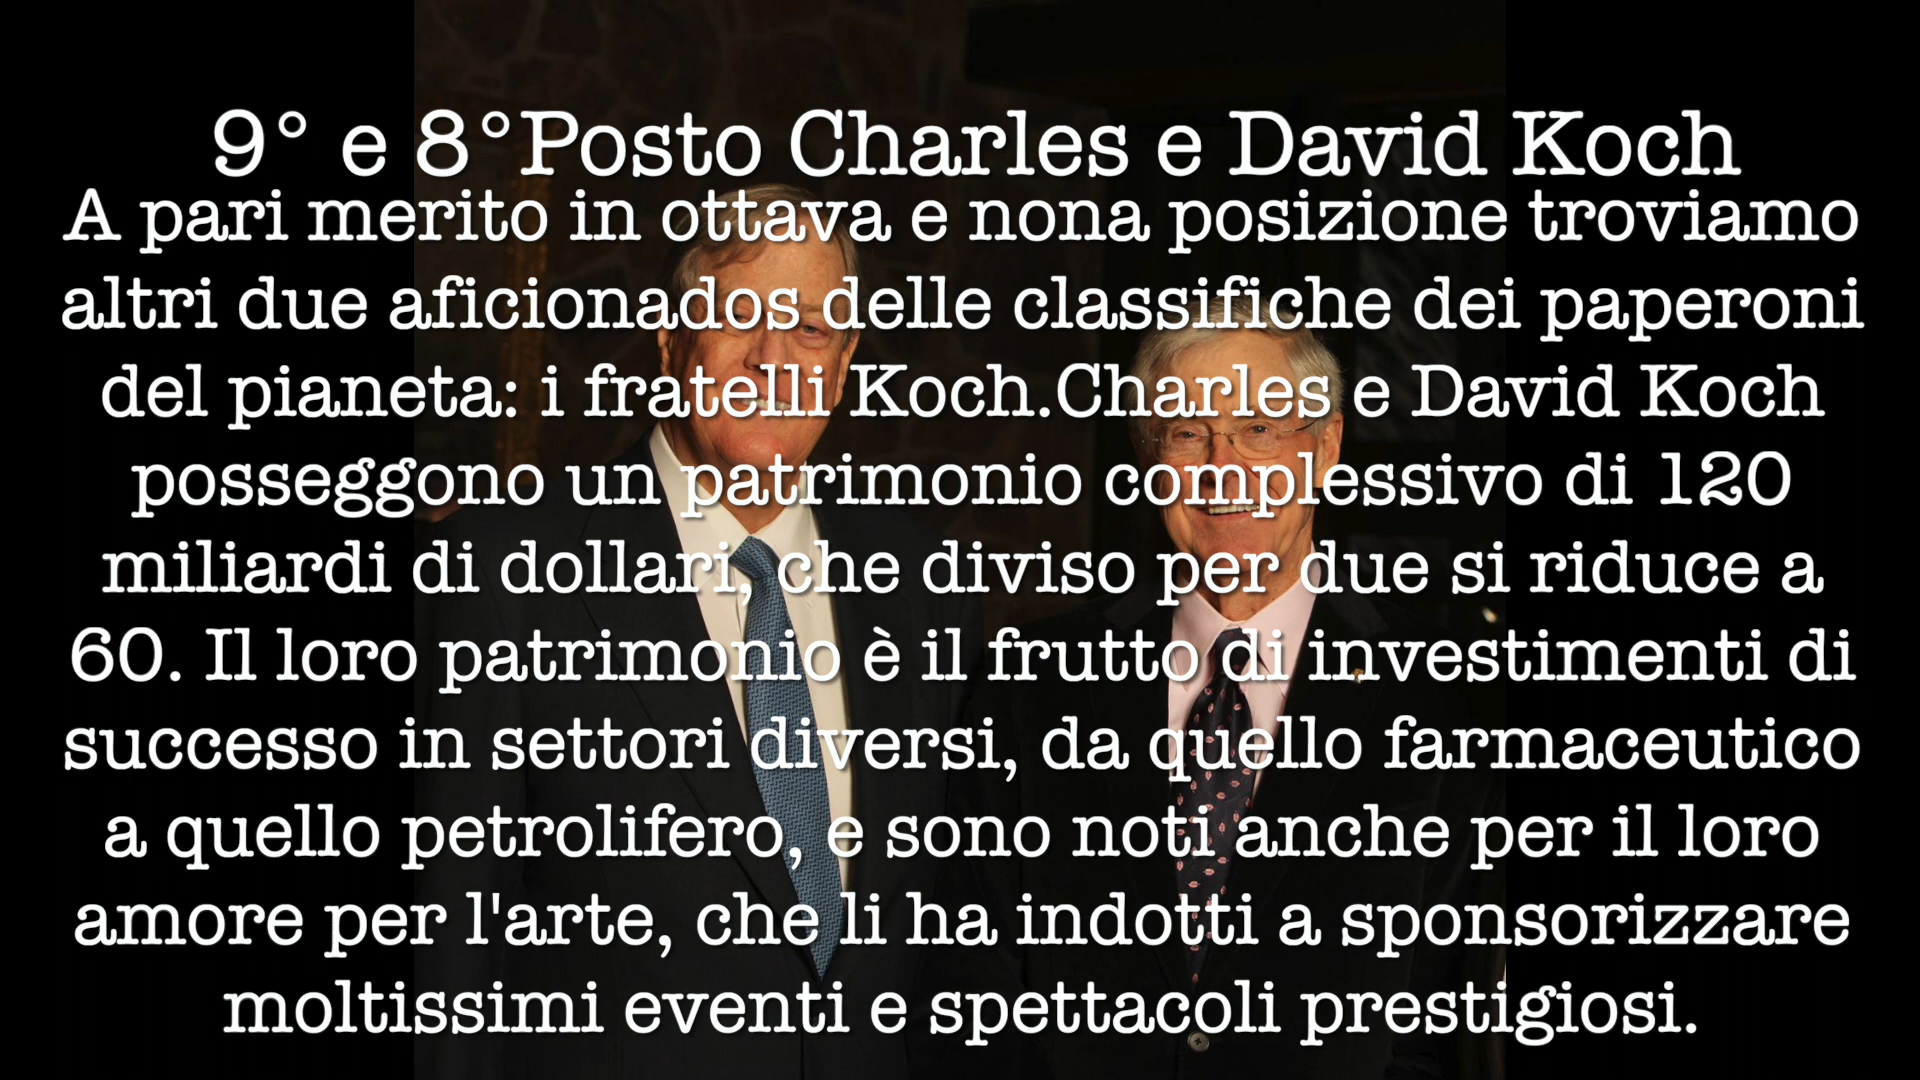 9° e 8°Posto Charles e David Koch
A pari merito in ottava e nona posizione troviamo
altri due aficionados delle classifiche dei paperoni
del pianeta: i fratelli Koch.Charles e David Koch
posseggono un patrimonio complessivo di 120
miliardi di dollari, che diviso per due si riduce a
60. Il loro patrimonio è il frutto di investimenti di
successo in settori diversi, da quello farmaceutico
a quello petrolifero, e sono noti anche per il loro
amore per l'arte, che li ha indotti a sponsorizzare
moltissimi eventi e spettacoli prestigiosi.